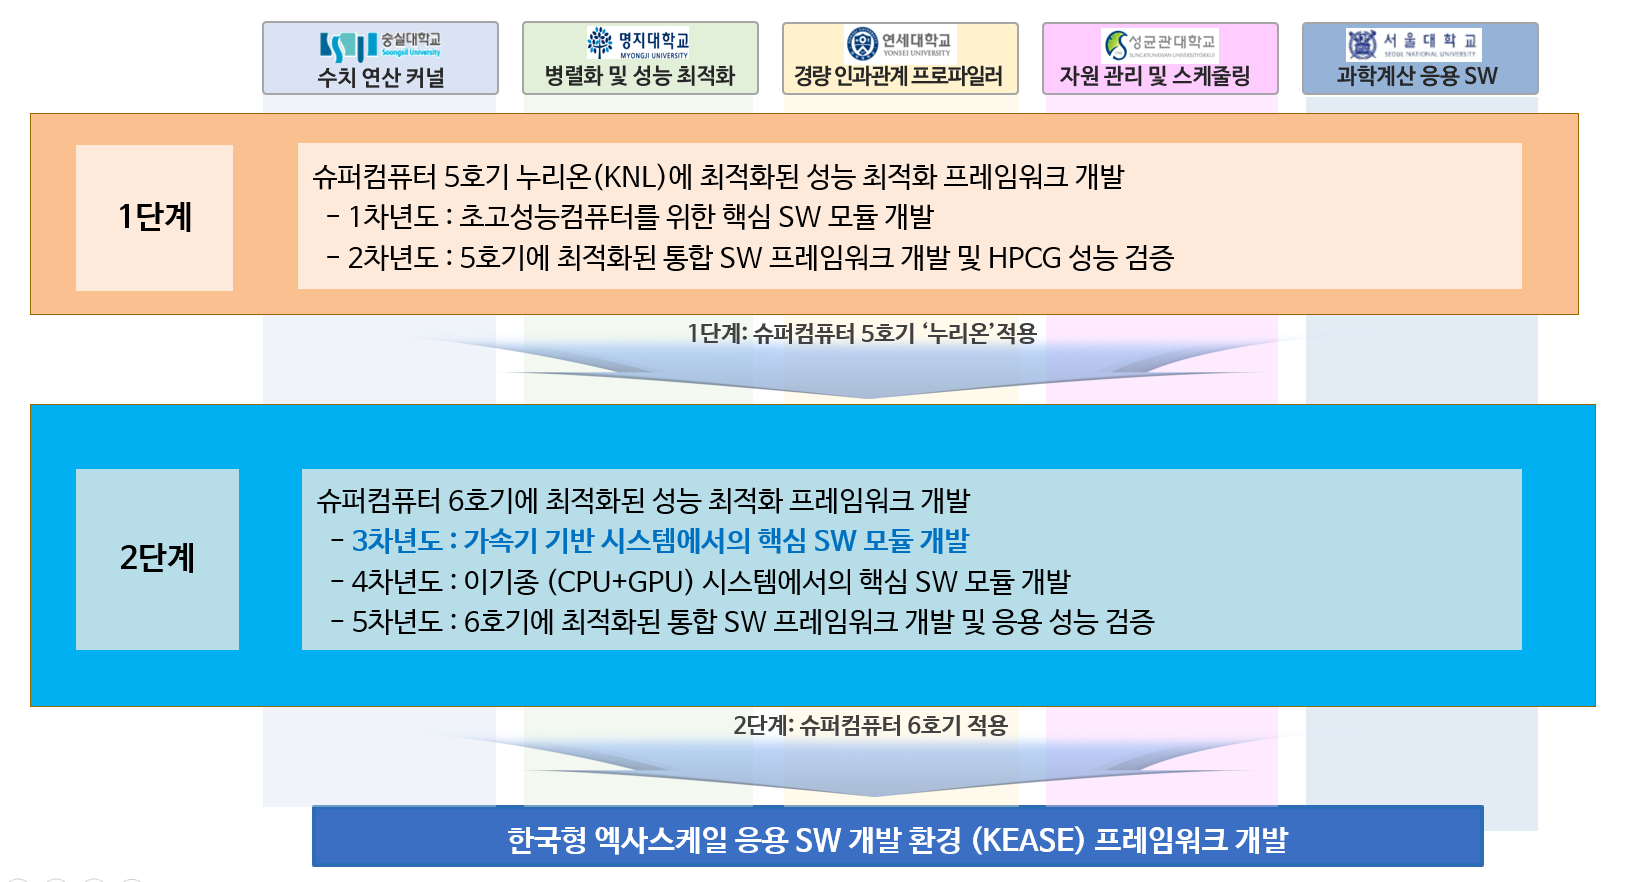 숭실대학교
Soongsil University
수치 연산 커널
명지대학교
MYONGJI UNIVERSITY
병렬화 및 성능 최적화
연세대학교
YONSEI UNIVERSITY
경량 인과관계 프로파일러
성균관대학교
SUNGKYUNKWAN UNIVERSITY(SKKU)
자원 관리 및 스케줄링
서울대학교
SEOUL NATIONAL UNIVERSITY
과학계산 응용 SW
1단계
슈퍼컴퓨터 5호기 누리온(KNL)에 최적화된 성능 최적화 프레임워크 개발
- 1차년도 : 초고성능컴퓨터를 위한 핵심 SW 모듈 개발
- 2차년도 : 5호기에 최적화된 통합 SW 프레임워크 개발 및 HPCG 성능 검증
1단계: 슈퍼컴퓨터 5호기 ‘누리온’적용
2단계
슈퍼컴퓨터 6호기에 최적화된 성능 최적화 프레임워크 개발
- 3차년도 : 가속기 기반 시스템에서의 핵심 SW 모듈 개발
- 4차년도 : 이기종 (CPU+GPU) 시스템에서의 핵심 SW 모듈 개발
- 5차년도 : 6호기에 최적화된 통합 SW 프레임워크 개발 및 응용 성능 검증
2단계: 슈퍼컴퓨터 6호기 적용
한국형 엑사스케일 응용 SW 개발 환경 (KEASE) 프레임워크 개발